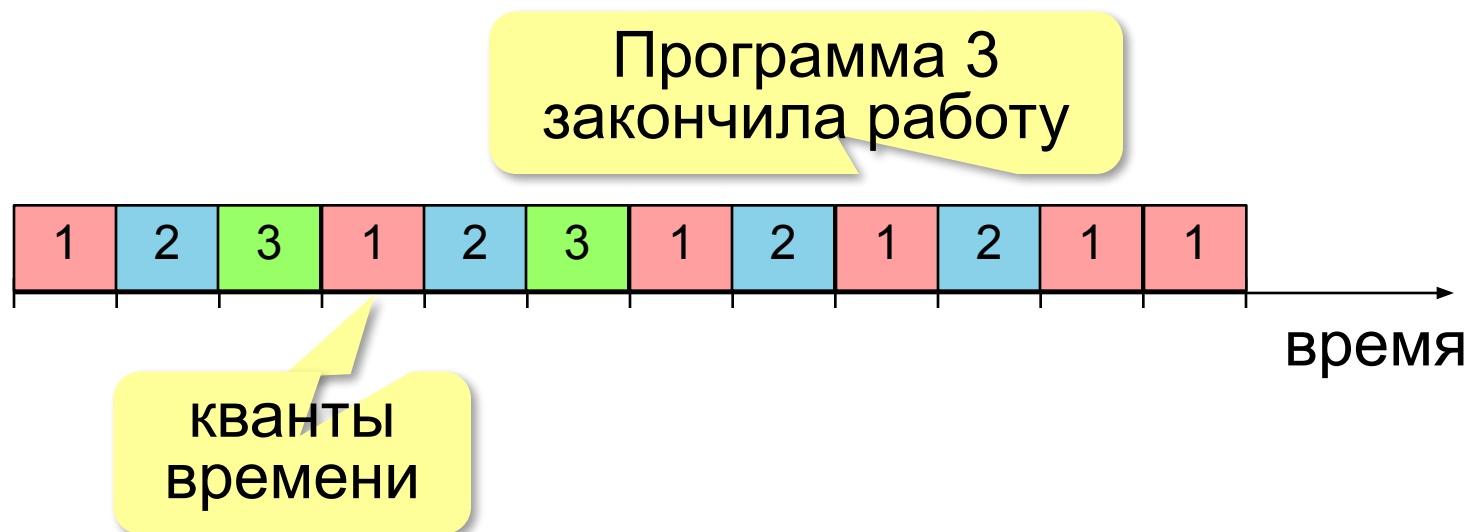 Программа 3
закончила работу
1 2 3 1 2 3 1 2 1 2 1 1
время
кванты
времени